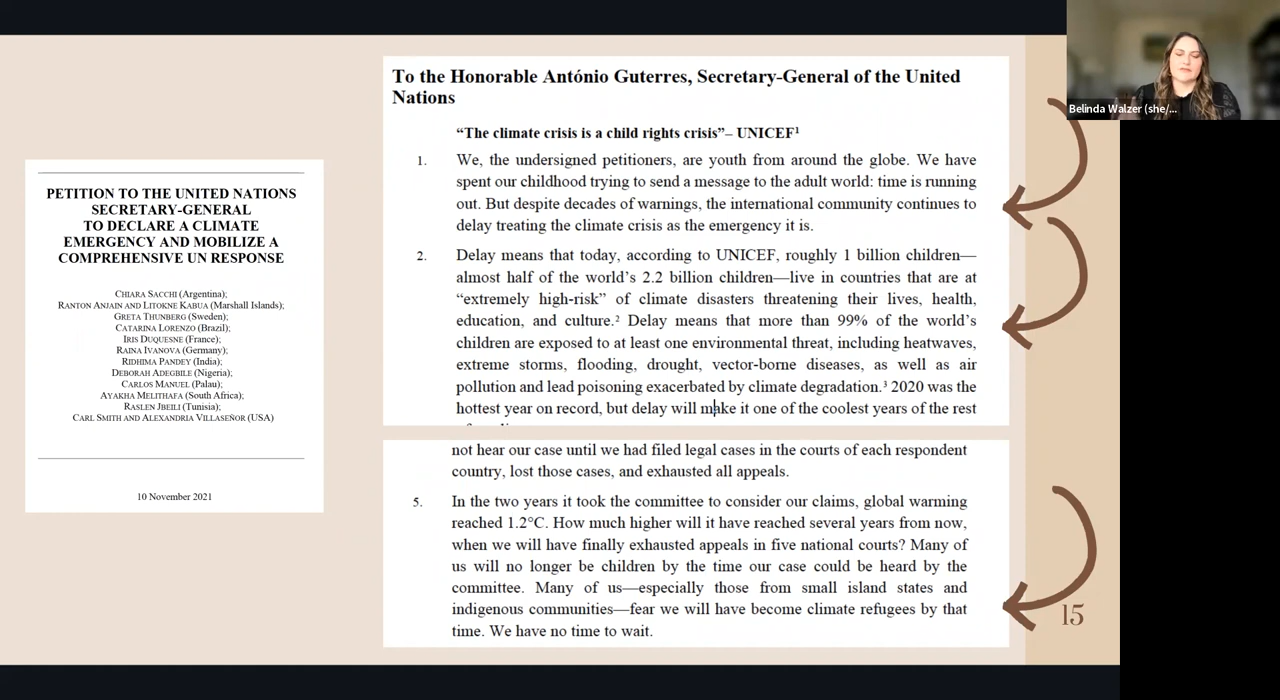 PETITION TO THE UNITED NATIONS
SECRETARY-GENERAL
TO DECLARE A CLIMATE
EMERGENCY AND MOBILIZE A
COMPREHENSIVE UN RESPONSE
CHIARA SACCHI (Argentina);
RANTON ANJAIN AND LITOKNE KABUA (Marshall Islands);
GRETA THUNBERG (Sweden);
CATARINA LORENZO (Brazil);
IRIS DUQUESNE (France);
RAINA IVANOVA (Germany);
RIDHIMA PANDEY (India);
DEBORAH ADEGBILE (Nigeria);
CARLOS MANUEL (Palau);
AYAKHA MELITHAFA (South Africa);
RASLEN JBEILI (Tunisia);
CARL SMITH AND ALEXANDRIA VILLASEÑOR (USA)
10 November 2021
To the Honorable António Guterres, Secretary-General of the United
Nations
“The climate crisis is a child rights crisis”– UNICEF¹
1. We, the undersigned petitioners, are youth from around the globe. We have
spent our childhood trying to send a message to the adult world: time is running
out. But despite decades of warnings, the international community continues to
delay treating the climate crisis as the emergency it is.
2. Delay means that today, according to UNICEF, roughly 1 billion children—
almost half of the world’s 2.2 billion children—live in countries that are at
“extremely high-risk” of climate disasters threatening their lives, health,
education, and culture.² Delay means that more than 99% of the world’s
children are exposed to at least one environmental threat, including heatwaves,
extreme storms, flooding, drought, vector-borne diseases, as well as air
pollution and lead poisoning exacerbated by climate degradation.³ 2020 was the
hottest year on record, but delay will make it one of the coolest years of the rest
not hear our case until we had filed legal cases in the courts of each respondent
country, lost those cases, and exhausted all appeals.
5. In the two years it took the committee to consider our claims, global warming
reached 1.2°C. How much higher will it have reached several years from now,
when we will have finally exhausted appeals in five national courts? Many of
us will no longer be children by the time our case could be heard by the
committee. Many of us—especially those from small island states and
indigenous communities—fear we will have become climate refugees by that
time. We have no time to wait.
15
Belinda Walzer (she/...